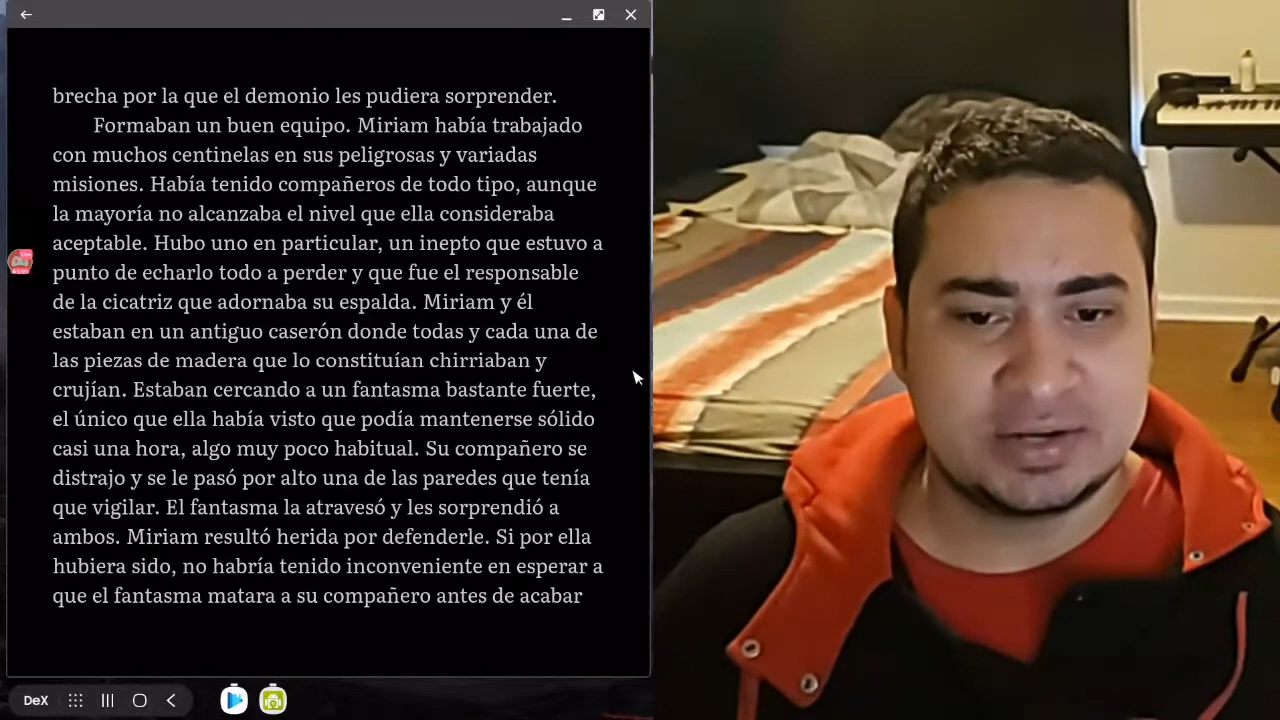 brecha por la que el demonio les pudiera sorprender.
Formaban un buen equipo. Miriam había trabajado
con muchos centinelas en sus peligrosas y variadas
misiones. Había tenido compañeros de todo tipo, aunque
la mayoría no alcanzaba el nivel que ella consideraba
aceptable. Hubo uno en particular, un inepto que estuvo a
punto de echarlo todo a perder y que fue el responsable
de la cicatriz que adornaba su espalda. Miriam y él
estaban en un antiguo caserón donde todas y cada una de
las piezas de madera que lo constituían chirriaban y
crujían. Estaban cercando a un fantasma bastante fuerte,
el único que ella había visto que podía mantenerse sólido
casi una hora, algo muy poco habitual. Su compañero se
distrajo y se le pasó por alto una de las paredes que tenía
que vigilar. El fantasma la atravesó y les sorprendió a
ambos. Miriam resultó herida por defenderle. Si por ella
hubiera sido, no habría tenido inconveniente en esperar a
que el fantasma matara a su compañero antes de acabar
DeX